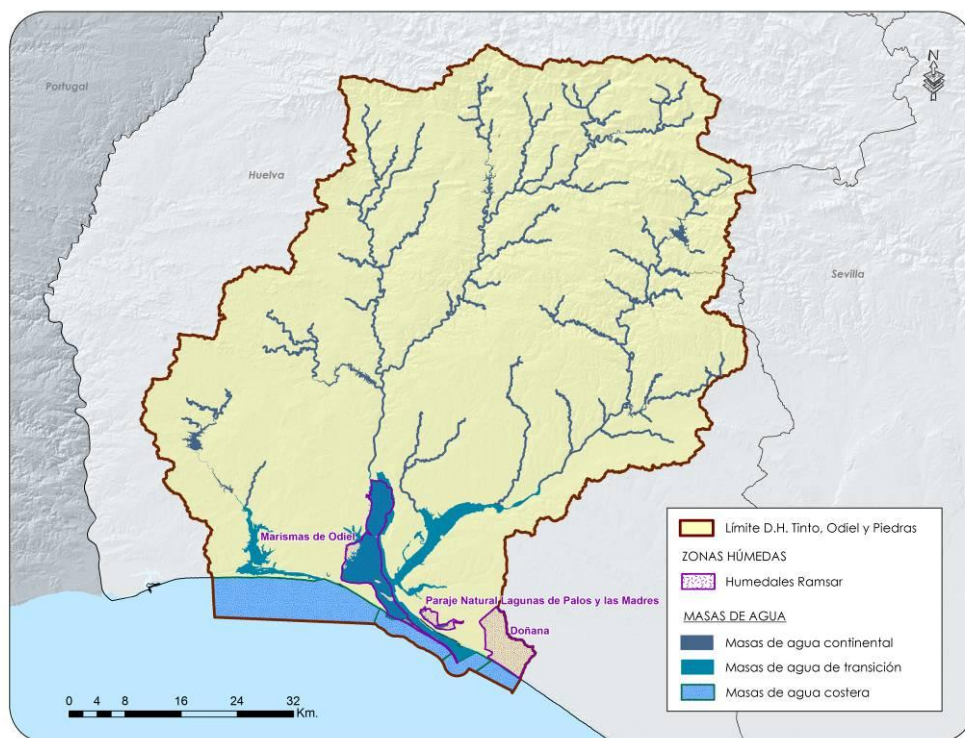 Portugal
N
Huelva
Sevilla
Marismas de Odiel
Paraje Natural Lagunas de Palos y las Madres
Doñana
Límite D.H. Tinto, Odiel y Piedras
ZONAS HÚMEDAS
Humedales Ramsar
MASAS DE AGUA
Masas de agua continental
Masas de agua de transición
Masas de agua costera
0 2 4 8 16 24 32
Km.